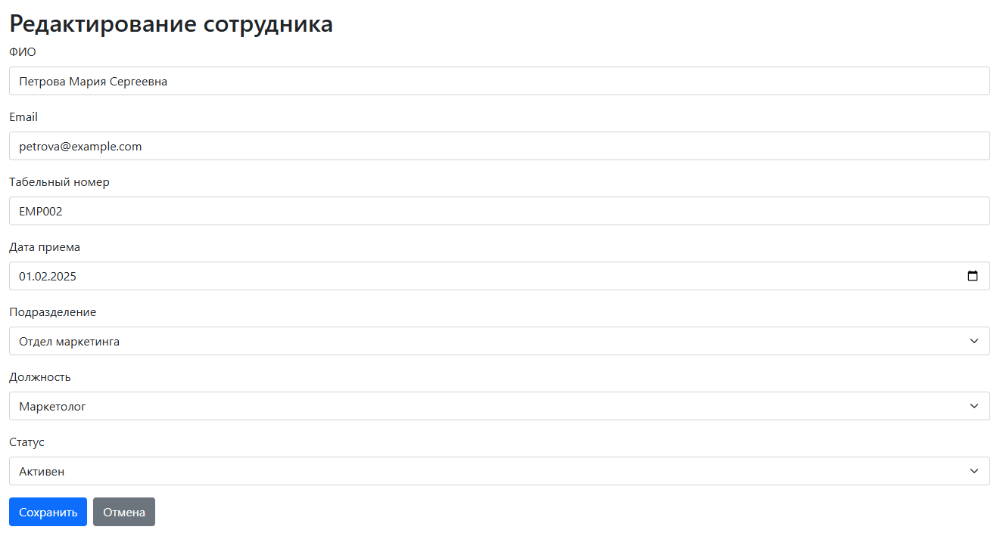 Редактирование сотрудника
ФИО
Петрова Мария Сергеевна
Email
petrova@example.com
Табельный номер
EMP002
Дата приема
01.02.2025
Подразделение
Отдел маркетинга
Должность
Маркетолог
Статус
Активен
Сохранить Отмена